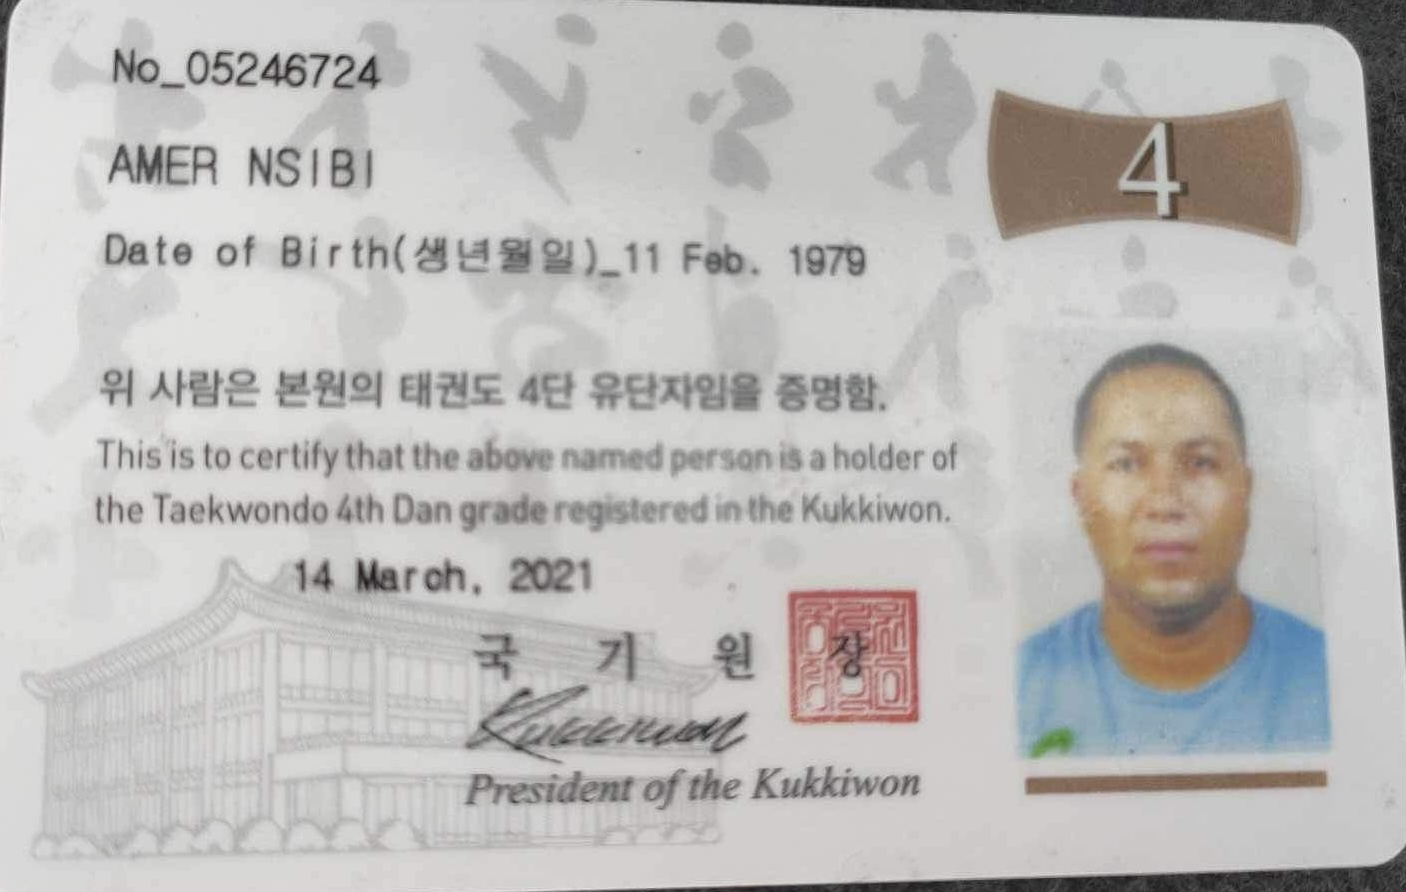 No_05246724
4
AMER NSIBI
Date of Birth(생년월일)_11 Feb. 1979
위 사람은 본원의 태권도 4단 유단자임을 증명함.
This is to certify that the above named person is a holder of
the Taekwondo 4th Dan grade registered in the Kukkiwon.
14 March, 2021
국 기 원 장
Kukkiwon
President of the Kukkiwon